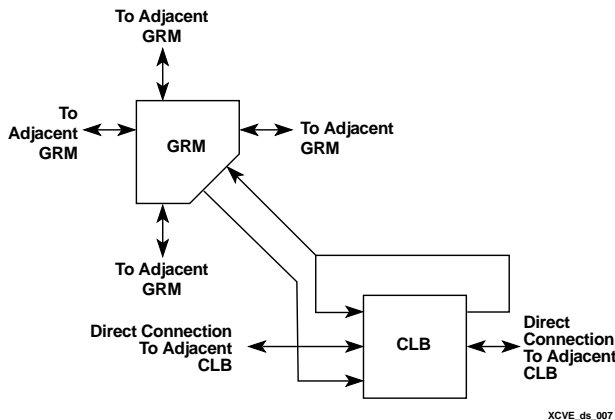 To Adjacent
GRM
To
Adjacent
GRM
GRM
To Adjacent
GRM
To Adjacent
GRM
Direct Connection
To Adjacent
CLB
CLB
Direct
Connection
To Adjacent
CLB
XCVE_ds_007